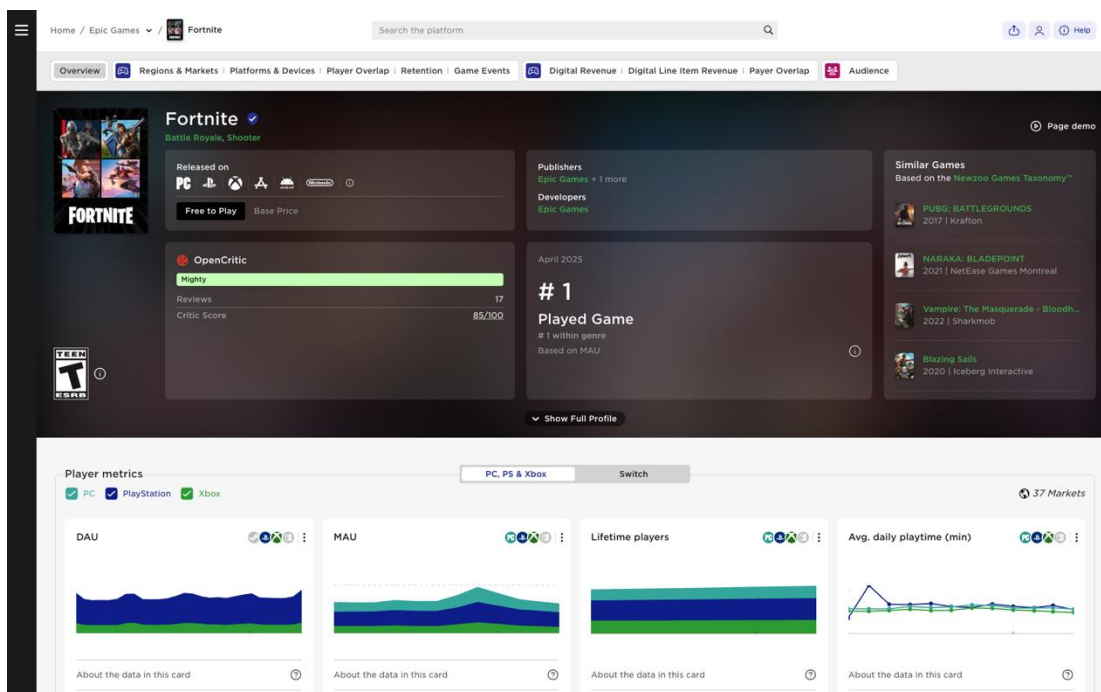 Home / Epic Games / Fortnite
Search the platform
Help
Overview
Regions & Markets | Platforms & Devices | Player Overlap | Retention | Game Events
Digital Revenue | Digital Line Item Revenue | Payer Overlap
Audience
FORTNITE
Fortnite
Battle Royale, Shooter
Page demo
Released on
PC
android
Nintendo
Free to Play
Base Price
Publishers
Epic Games + 1 more
Developers
Epic Games
Similar Games
Based on the Newzoo Games Taxonomy™
PUBG: BATTLEGROUNDS
2017 | Krafton
NARAKA: BLADEPOINT
2021 | NetEase Games Montreal
Vampire: The Masquerade - Bloodh...
2022 | Sharkmob
Blazing Sails
2020 | Iceberg Interactive
OpenCritic
Mighty
Reviews
17
Critic Score
85/100
April 2025
# 1
Played Game
# 1 within genre
Based on MAU
TEEN
T
ESRB
Show Full Profile
Player metrics
PC, PS & Xbox
Switch
PC
PlayStation
Xbox
37 Markets
DAU
MAU
Lifetime players
Avg. daily playtime (min)
About the data in this card
About the data in this card
About the data in this card
About the data in this card